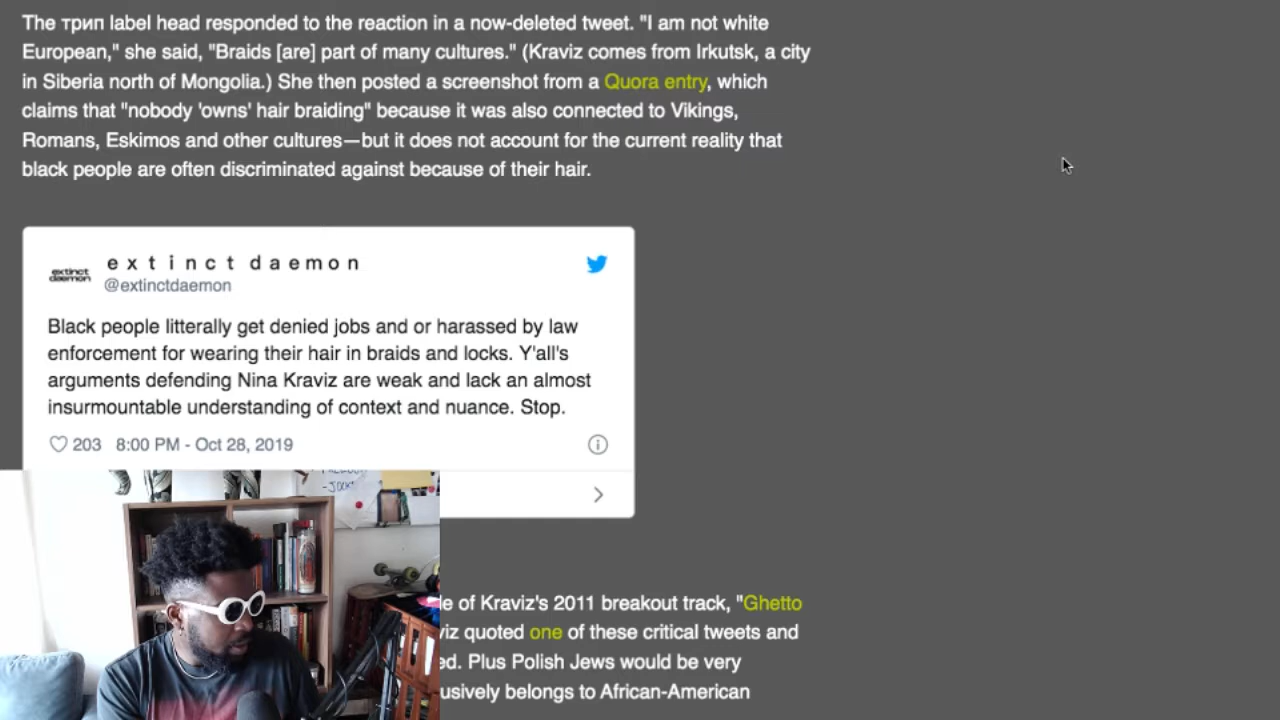 The трип label head responded to the reaction in a now-deleted tweet. "I am not white
European," she said, "Braids [are] part of many cultures." (Kraviz comes from Irkutsk, a city
in Siberia north of Mongolia.) She then posted a screenshot from a Quora entry, which
claims that "nobody 'owns' hair braiding" because it was also connected to Vikings,
Romans, Eskimos and other cultures—but it does not account for the current reality that
black people are often discriminated against because of their hair.
extinct daemon
extinct daemon
@extinctdaemon
Black people litterally get denied jobs and or harassed by law
enforcement for wearing their hair in braids and locks. Y'all's
arguments defending Nina Kraviz are weak and lack an almost
insurmountable understanding of context and nuance. Stop.
203 8:00 PM - Oct 28, 2019
e of Kraviz's 2011 breakout track, "Ghetto
viz quoted one of these critical tweets and
ed. Plus Polish Jews would be very
usively belongs to African-American